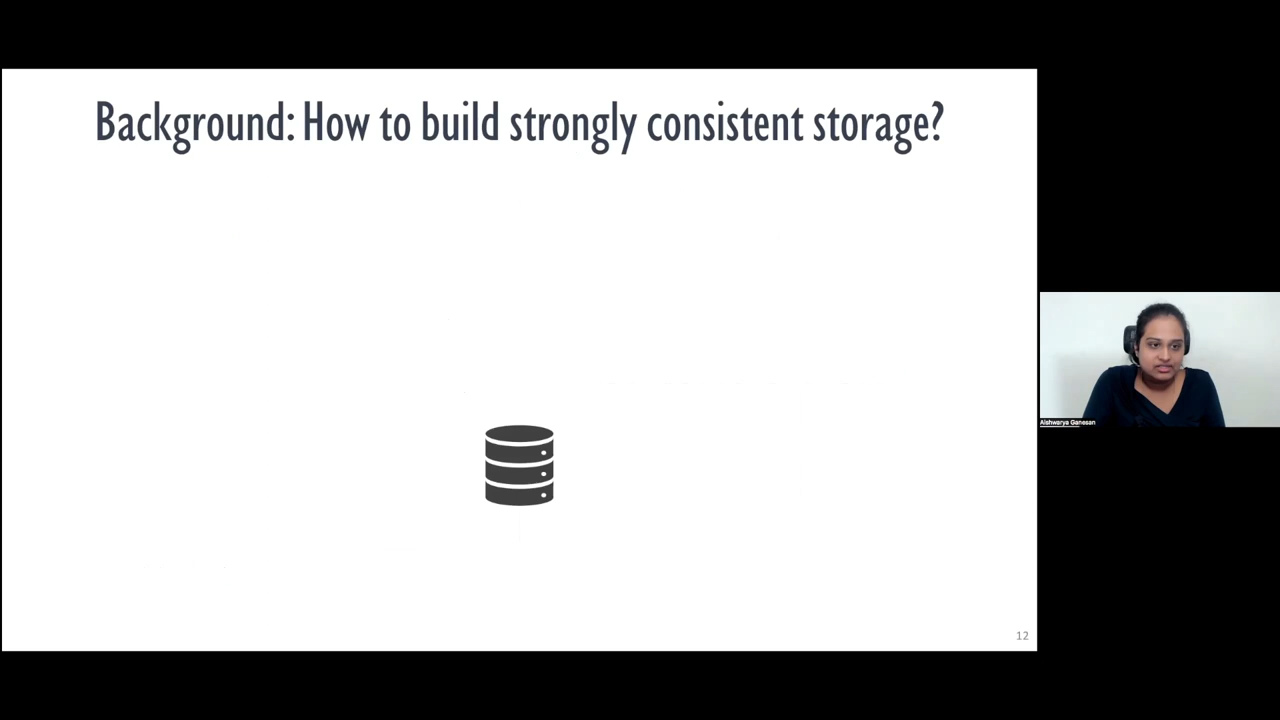 Background: How to build strongly consistent storage?
Aishwarya Ganesan
12